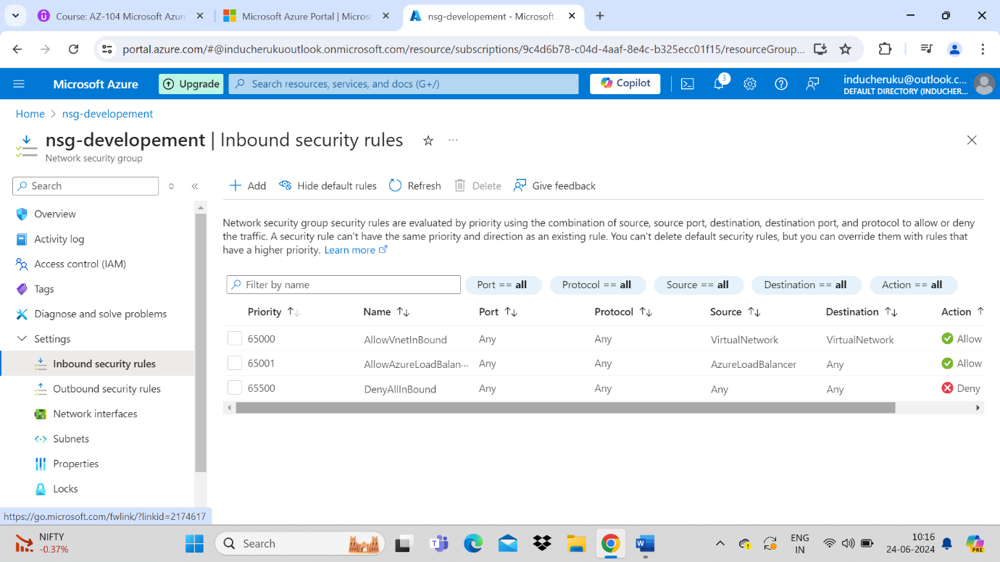 Course: AZ-104 Microsoft Azure
Microsoft Azure Portal | Microso
nsg-developement - Microsoft
portal.azure.com/#@inducherukuoutlook.onmicrosoft.com/resource/subscriptions/9c4d6b78-c04d-4aaf-8e4c-b325ecc01f15/resourceGroup...
Microsoft Azure
Upgrade
Search resources, services, and docs (G+/)
Copilot
3
inducheruku@outlook.c...
DEFAULT DIRECTORY (INDUCHER...
Home > nsg-developement
nsg-developement | Inbound security rules
...
Network security group
Search
Overview
Activity log
Access control (IAM)
Tags
Diagnose and solve problems
Settings
Inbound security rules
Outbound security rules
Network interfaces
Subnets
Properties
Locks
Add Hide default rules Refresh Delete Give feedback
Network security group security rules are evaluated by priority using the combination of source, source port, destination, destination port, and protocol to allow or deny
the traffic. A security rule can't have the same priority and direction as an existing rule. You can't delete default security rules, but you can override them with rules that
have a higher priority. Learn more
Filter by name Port == all Protocol == all Source == all Destination == all Action == all
Priority Name Port Protocol Source Destination Action
65000 AllowVnetInBound Any Any VirtualNetwork VirtualNetwork Allow
65001 AllowAzureLoadBalan... Any Any AzureLoadBalancer Any Allow
65500 DenyAllInBound Any Any Any Any Deny
https://go.microsoft.com/fwlink/?linkid=2174617
NIFTY
-0.37%
Search
ENG
IN
10:16
24-06-2024
PRE